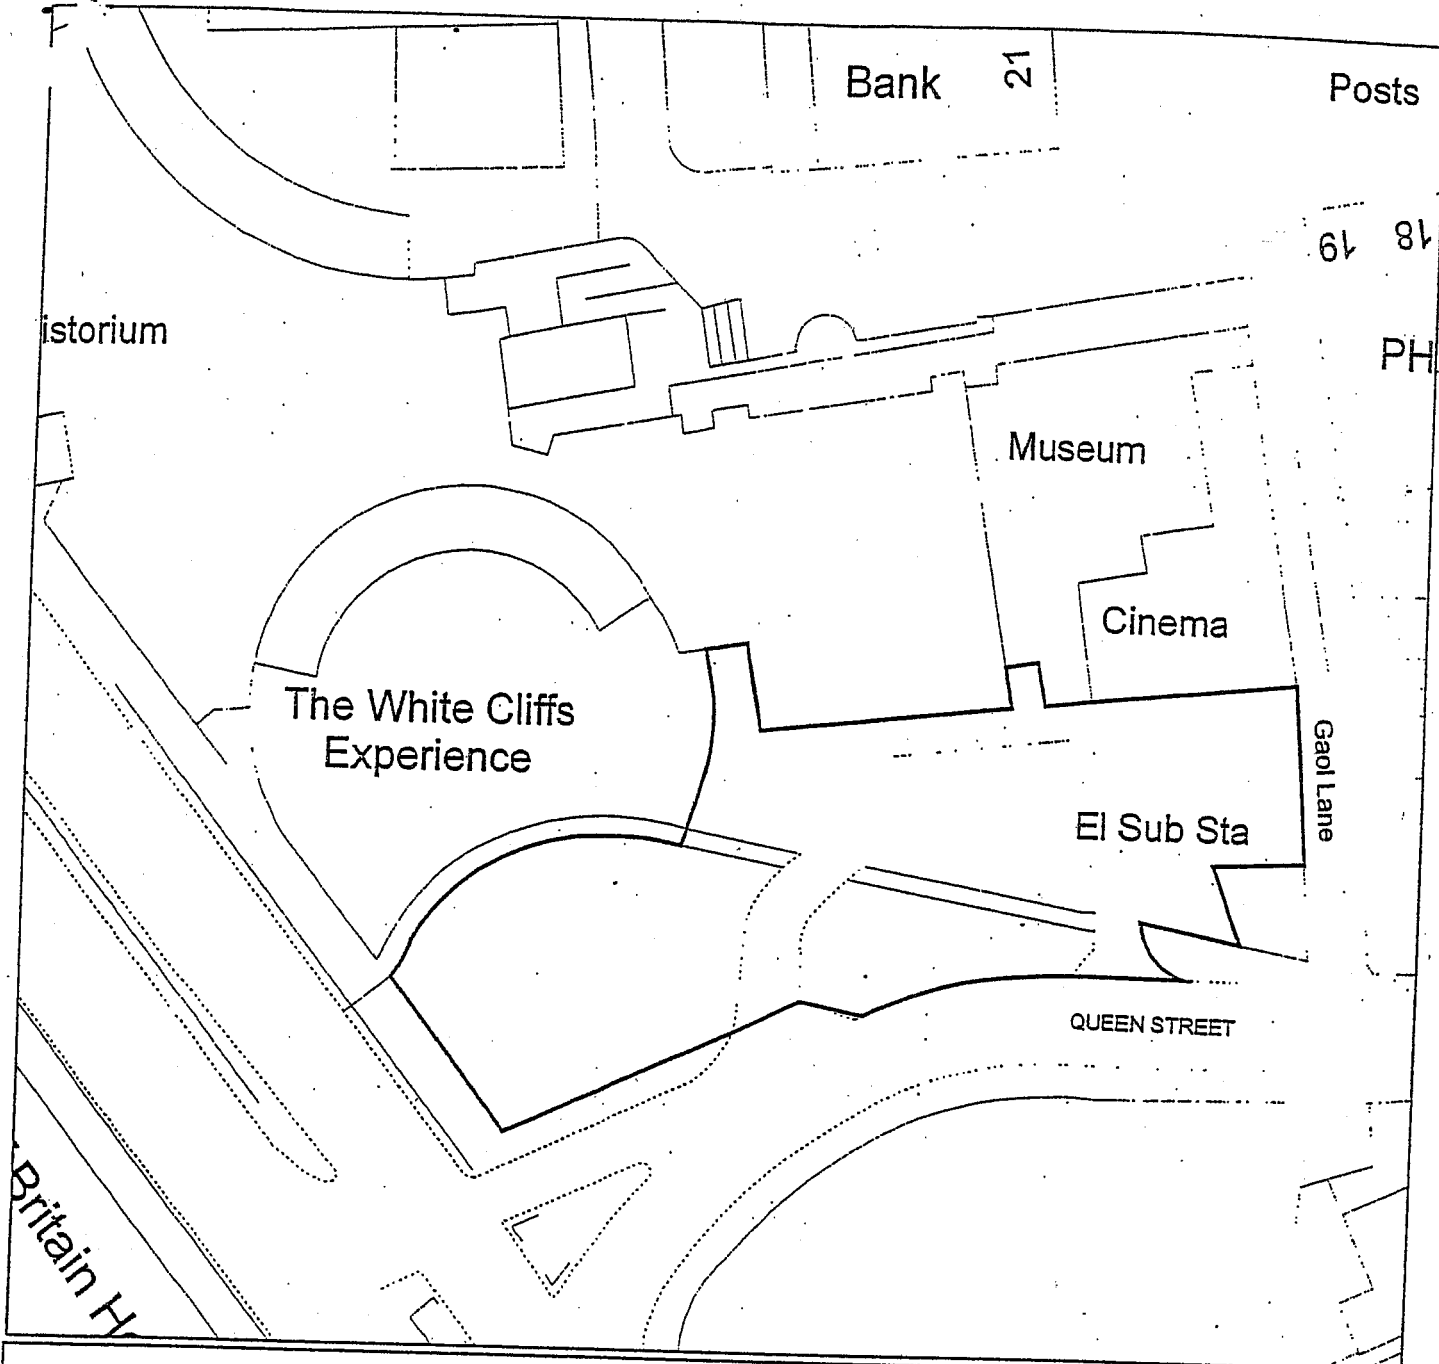 Bank
21
Posts
19
18
istorium
PH
Museum
Cinema
The White Cliffs
Experience
Gaol Lane
El Sub Sta
QUEEN STREET
Britain H